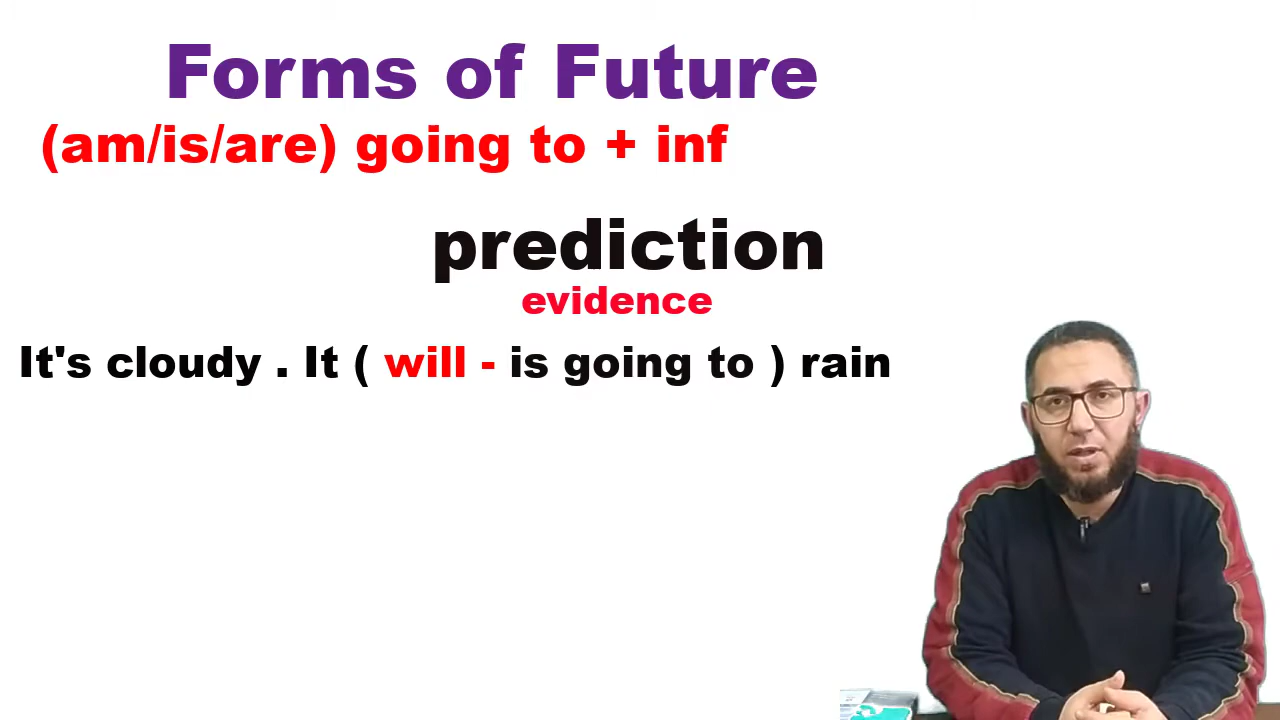 Forms of Future
(am/is/are) going to + inf
prediction
evidence
It's cloudy . It ( will - is going to ) rain